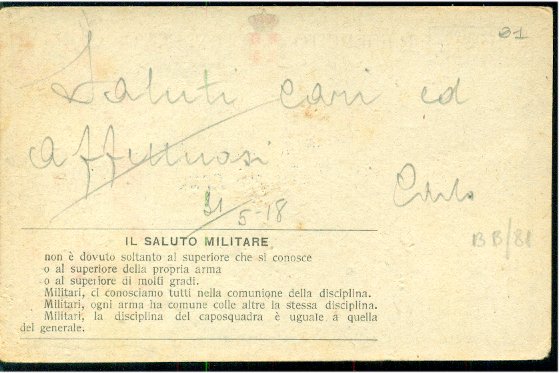 91
Saluti cari ed
affettuosi
Carlo
31/5-18
BB/81
IL SALUTO MILITARE
non è dovuto soltanto al superiore che si conosce
o al superiore della propria arma
o al superiore di molti gradi.
Militari, ci conosciamo tutti nella comunione della disciplina.
Militari, ogni arma ha comune colle altre la stessa disciplina.
Militari, la disciplina del caposquadra è uguale a quella
del generale.